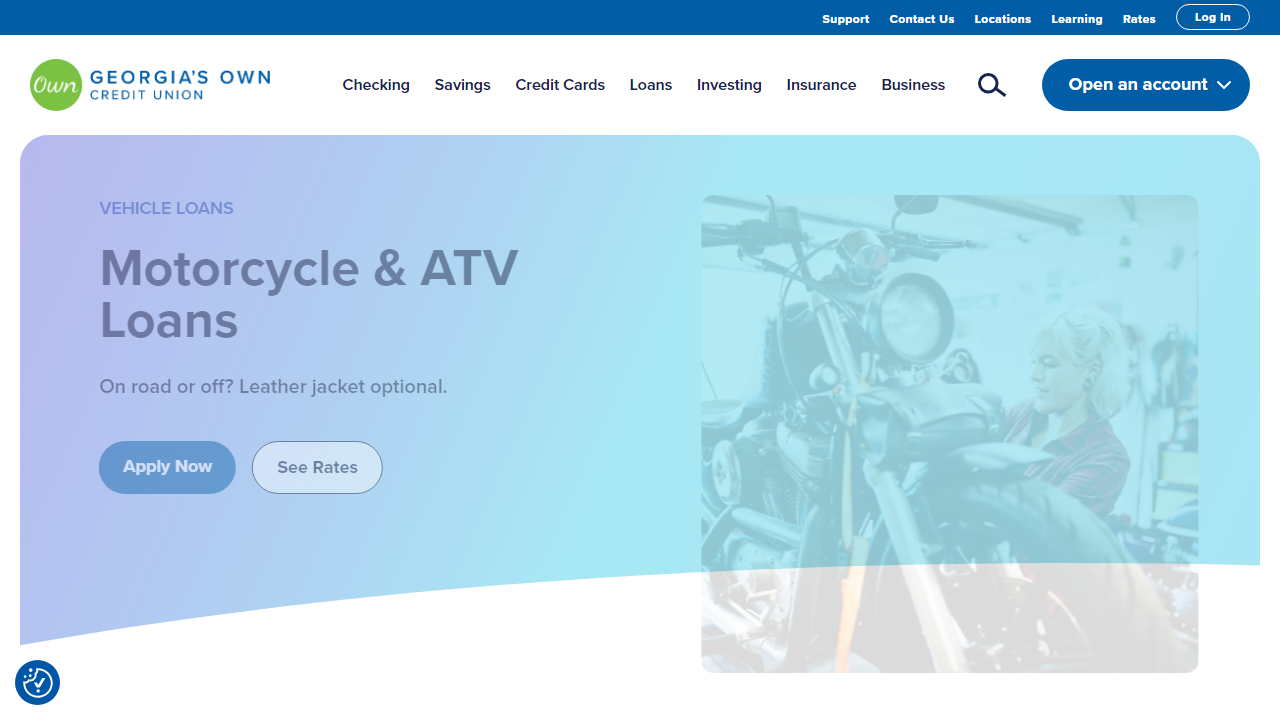 Support Contact Us Locations Learning Rates Log In
Own GEORGIA'S OWN
CREDIT UNION
Checking Savings Credit Cards Loans Investing Insurance Business Open an account
VEHICLE LOANS
Motorcycle & ATV
Loans
On road or off? Leather jacket optional.
Apply Now See Rates